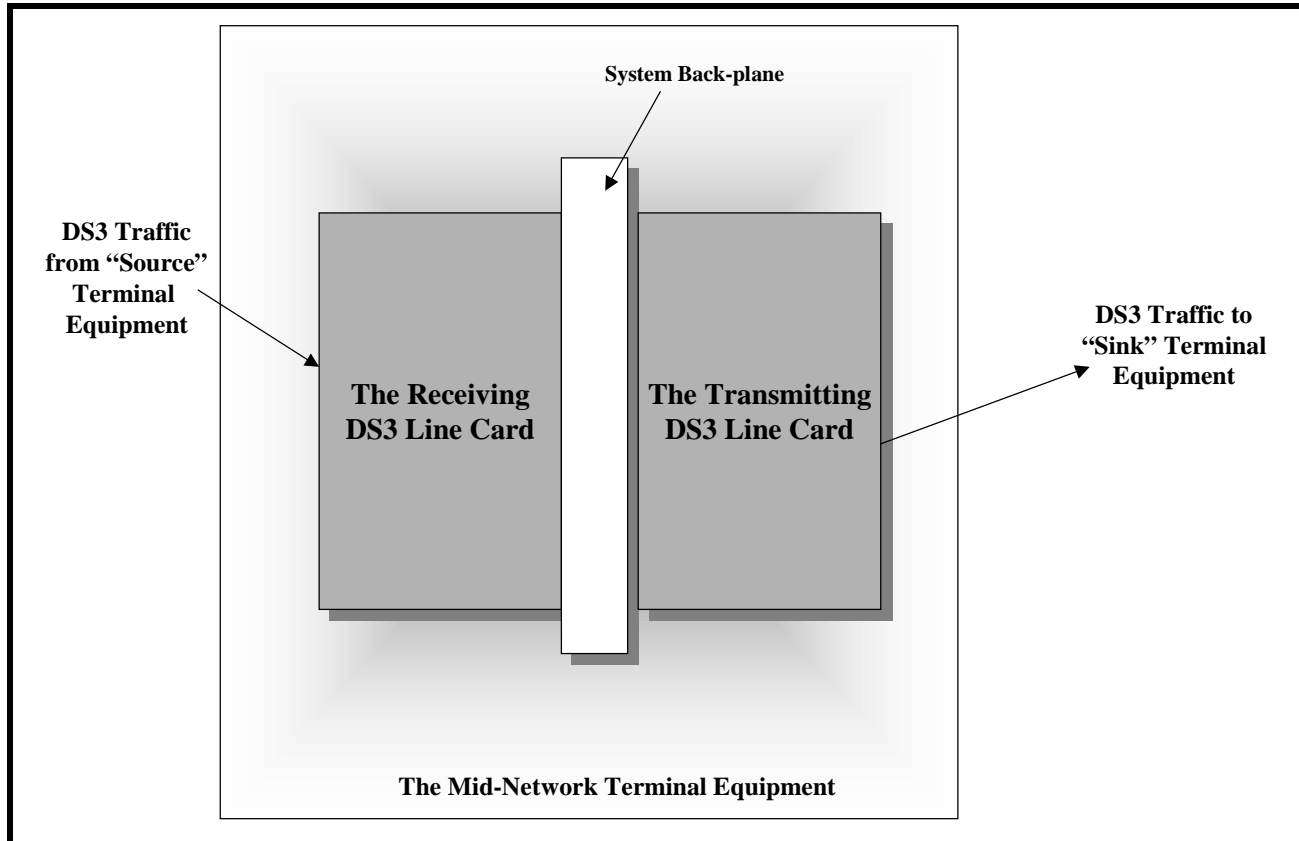 System Back-plane
DS3 Traffic
from “Source”
Terminal
Equipment
The Receiving
DS3 Line Card
The Transmitting
DS3 Line Card
DS3 Traffic to
“Sink” Terminal
Equipment
The Mid-Network Terminal Equipment